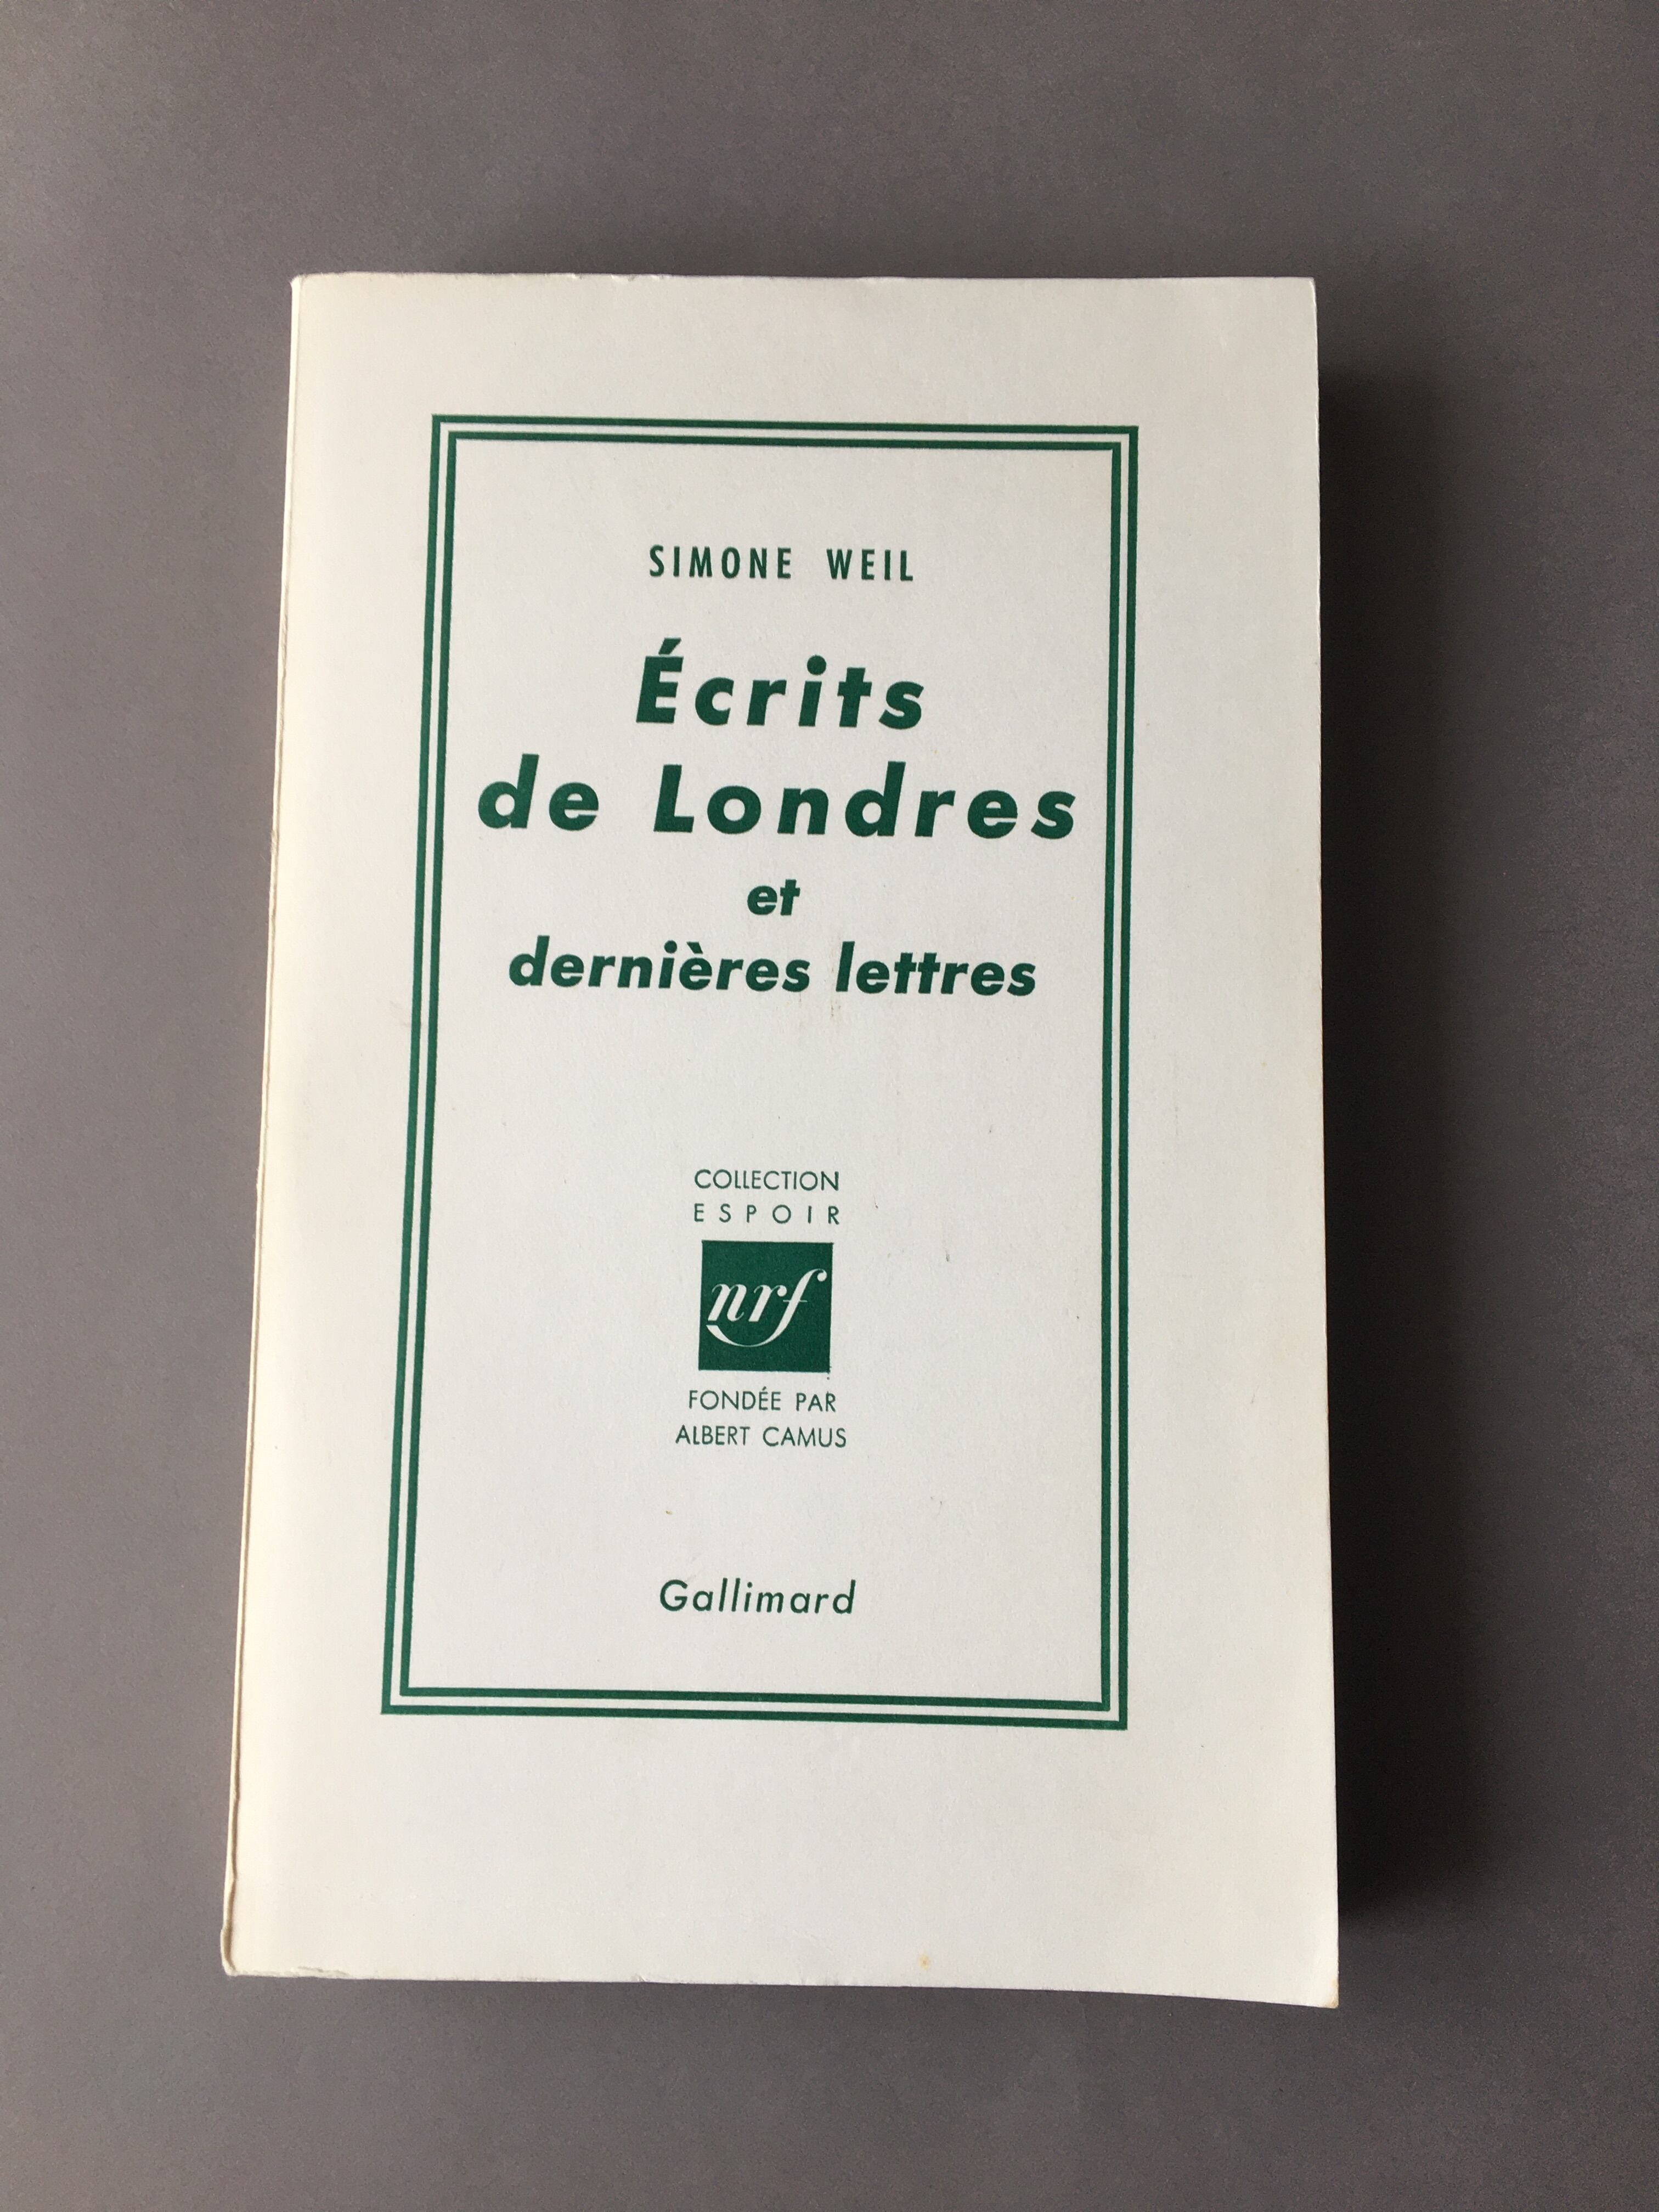 SIMONE WEIL
Écrits
de Londres
et
dernières lettres
COLLECTION
ESPOIR
nrf
FONDÉE PAR
ALBERT CAMUS
Gallimard